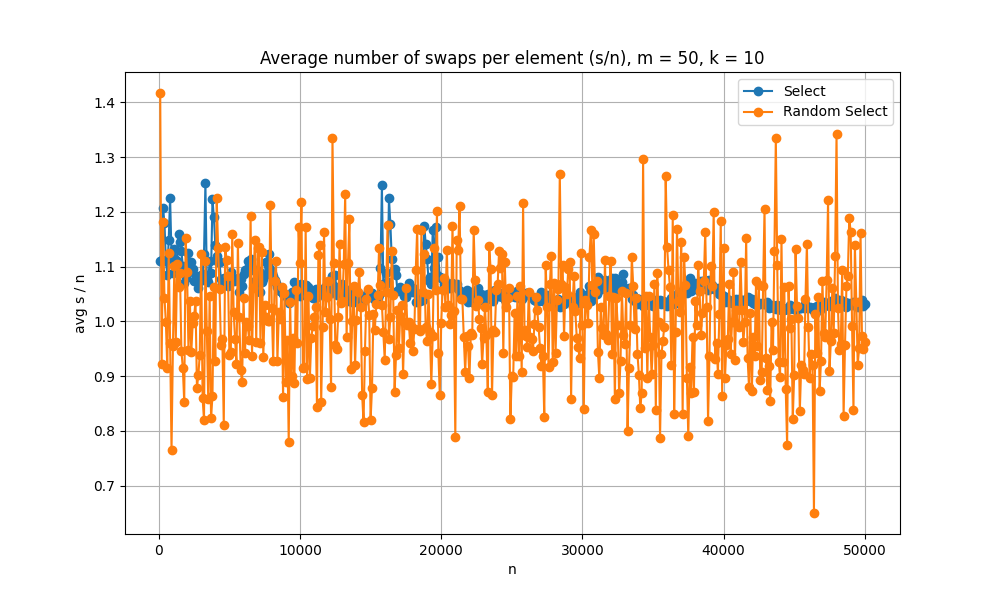 Average number of swaps per element (s/n), m = 50, k = 10
Select
Random Select
1.4
1.3
1.2
1.1
1.0
0.9
0.8
0.7
avg s / n
0
10000
20000
30000
40000
50000
n